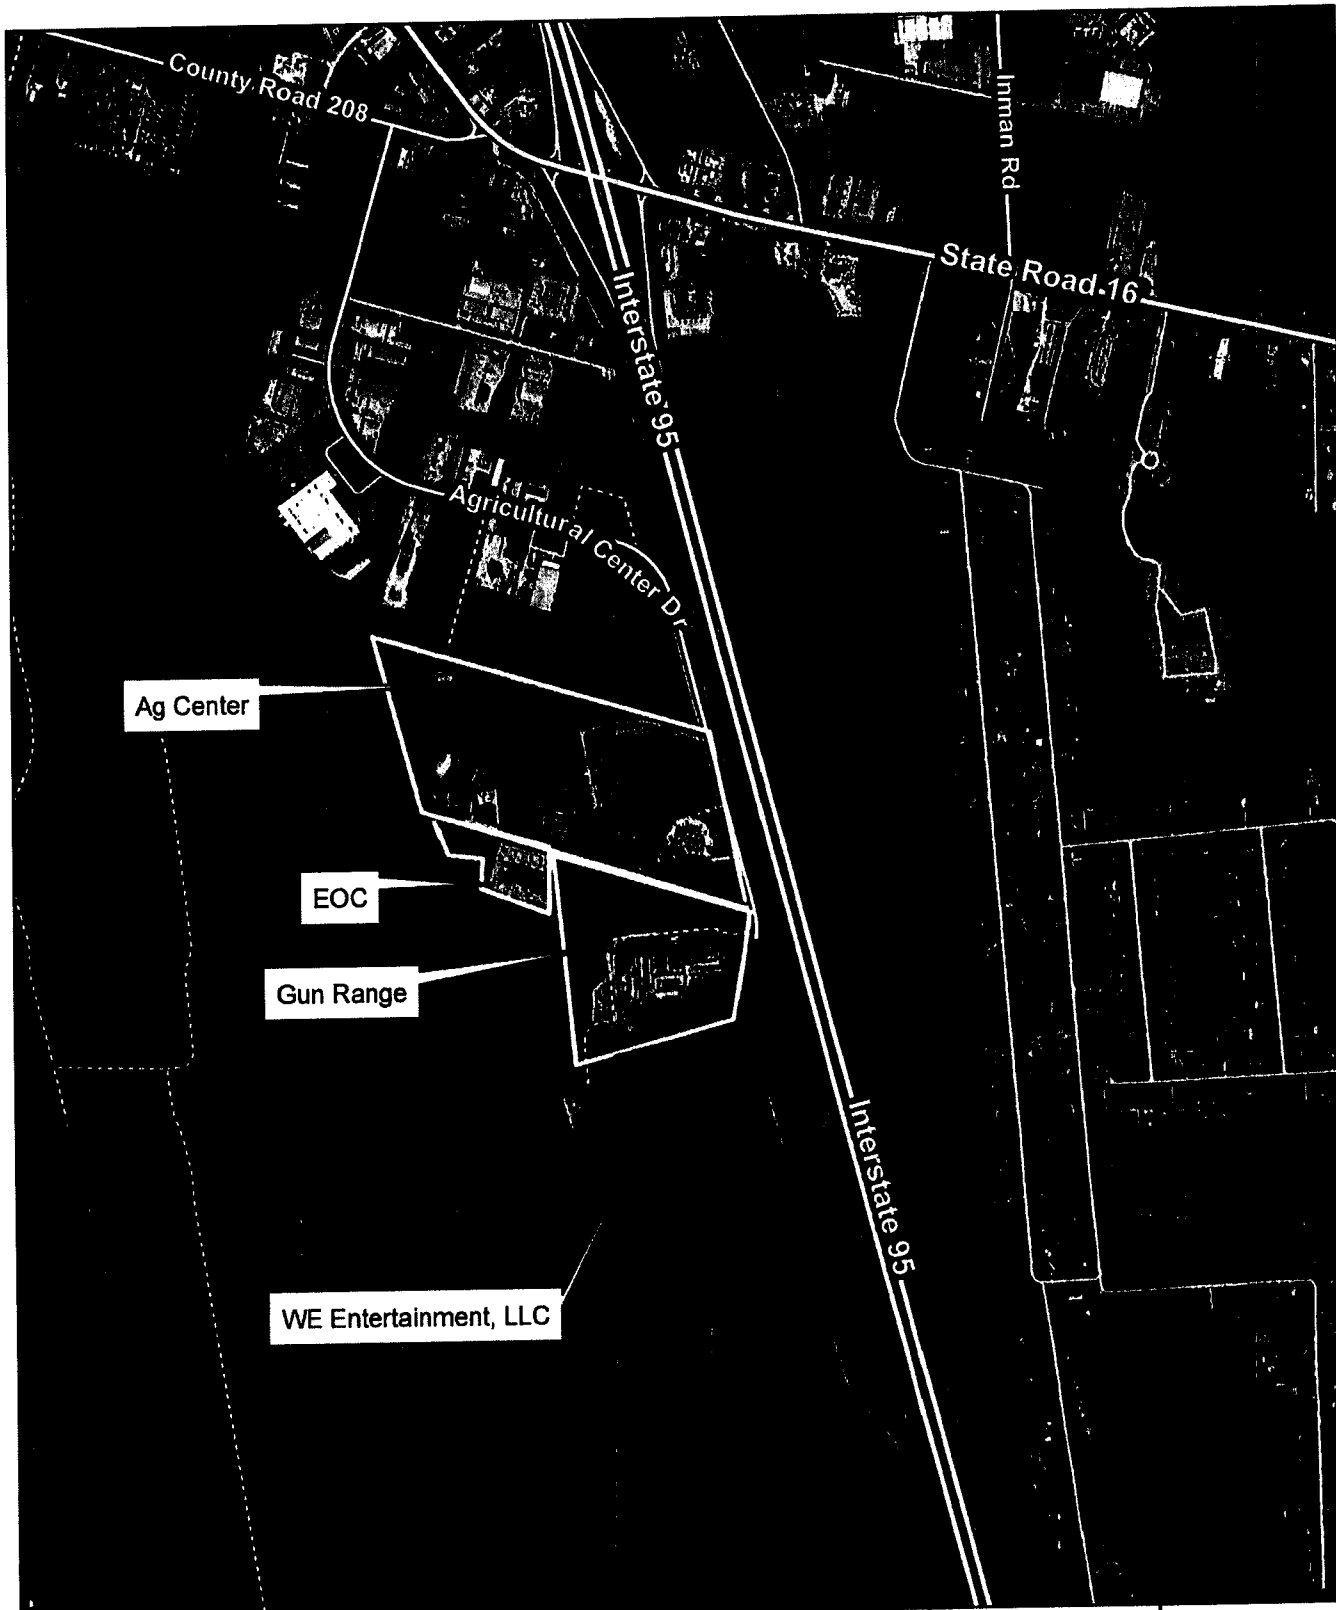 County Road 208
Inman Rd
State Road 16
Interstate 95
Agricultural Center Dr
Ag Center
EOC
Gun Range
Interstate 95
WE Entertainment, LLC